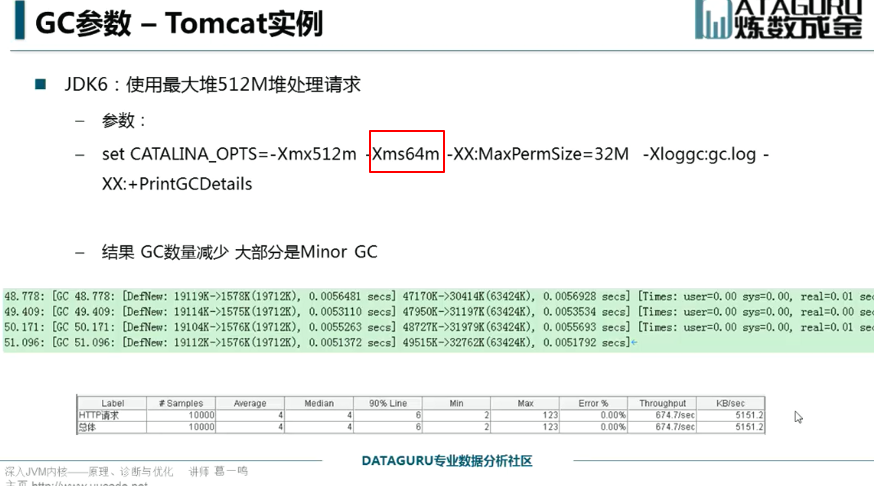 GC参数 – Tomcat实例
DATAGURU
炼数成金
JDK6：使用最大堆512M堆处理请求
– 参数：
– set CATALINA_OPTS=-Xmx512m -Xms64m -XX:MaxPermSize=32M -Xloggc:gc.log -
XX:+PrintGCDetails
– 结果 GC数量减少 大部分是Minor GC
48.778: [GC 48.778: [DefNew: 19119K->1578K(19712K), 0.0056481 secs] 47170K->30414K(63424K), 0.0056928 secs] [Times: user=0.00 sys=0.00, real=0.01 sec
49.409: [GC 49.409: [DefNew: 19114K->1575K(19712K), 0.0053110 secs] 47950K->31197K(63424K), 0.0053534 secs] [Times: user=0.00 sys=0.00, real=0.00 sec
50.171: [GC 50.171: [DefNew: 19104K->1576K(19712K), 0.0055263 secs] 48727K->31979K(63424K), 0.0055693 secs] [Times: user=0.00 sys=0.00, real=0.01 sec
51.096: [GC 51.096: [DefNew: 19112K->1576K(19712K), 0.0051372 secs] 49515K->32762K(63424K), 0.0051792 secs]←
Label # Samples Average Median 90% Line Min Max Error % Throughput KB/sec
HTTP请求 10000 4 4 6 2 123 0.00% 674.7/sec 5151.2
总体 10000 4 4 6 2 123 0.00% 674.7/sec 5151.2
DATAGURU专业数据分析社区
深入JVM内核——原理、诊断与优化 讲师 葛一鸣